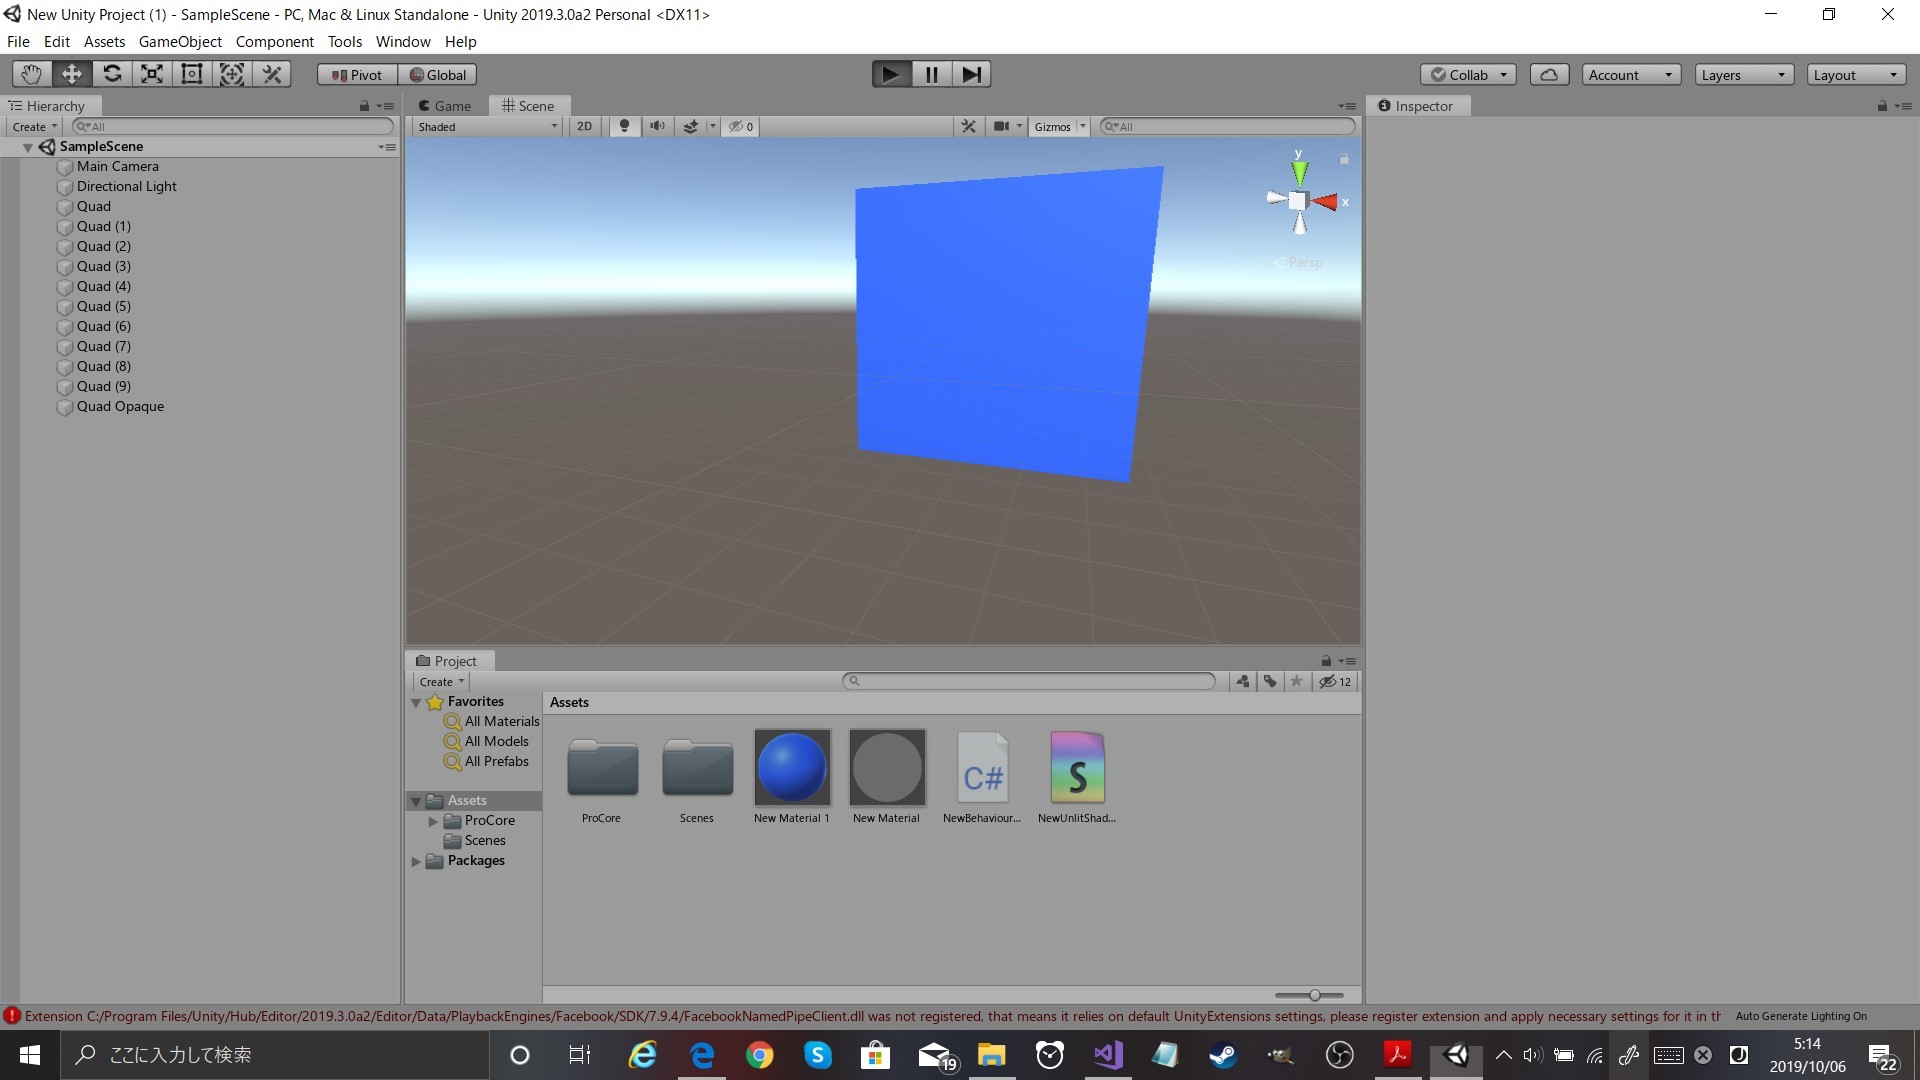 New Unity Project (1) - SampleScene - PC, Mac & Linux Standalone - Unity 2019.3.0a2 Personal <DX11>
File Edit Assets GameObject Component Tools Window Help
Pivot Global Collab Account Layers Layout
Hierarchy
Create All
SampleScene
Main Camera
Directional Light
Quad
Quad (1)
Quad (2)
Quad (3)
Quad (4)
Quad (5)
Quad (6)
Quad (7)
Quad (8)
Quad (9)
Quad Opaque
Game Scene
Shaded 2D 0 Gizmos All
y
x
Persp
Inspector
Project
Create 12
Favorites
All Materials
All Models
All Prefabs
Assets
ProCore
Scenes
Packages
Assets
C# S
ProCore Scenes New Material 1 New Material NewBehaviour... NewUnlitShad...
Extension C:/Program Files/Unity/Hub/Editor/2019.3.0a2/Editor/Data/PlaybackEngines/Facebook/SDK/7.9.4/FacebookNamedPipeClient.dll was not registered, that means it relies on default UnityExtensions settings, please register extension and apply necessary settings for it in th Auto Generate Lighting On
ここに入力して検索
19
5:14
2019/10/06
22